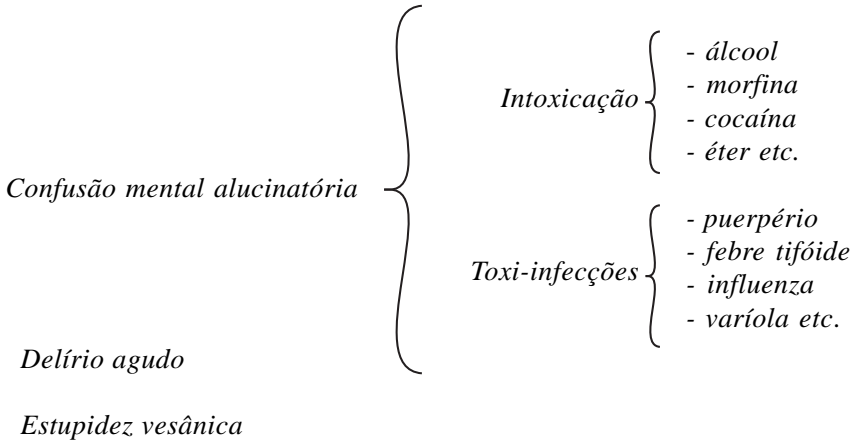 Confusão mental alucinatória
Intoxicação
- álcool
- morfina
- cocaína
- éter etc.
Toxi-infecções
- puerpério
- febre tifóide
- influenza
- varíola etc.
Delírio agudo
Estupidez vesânica